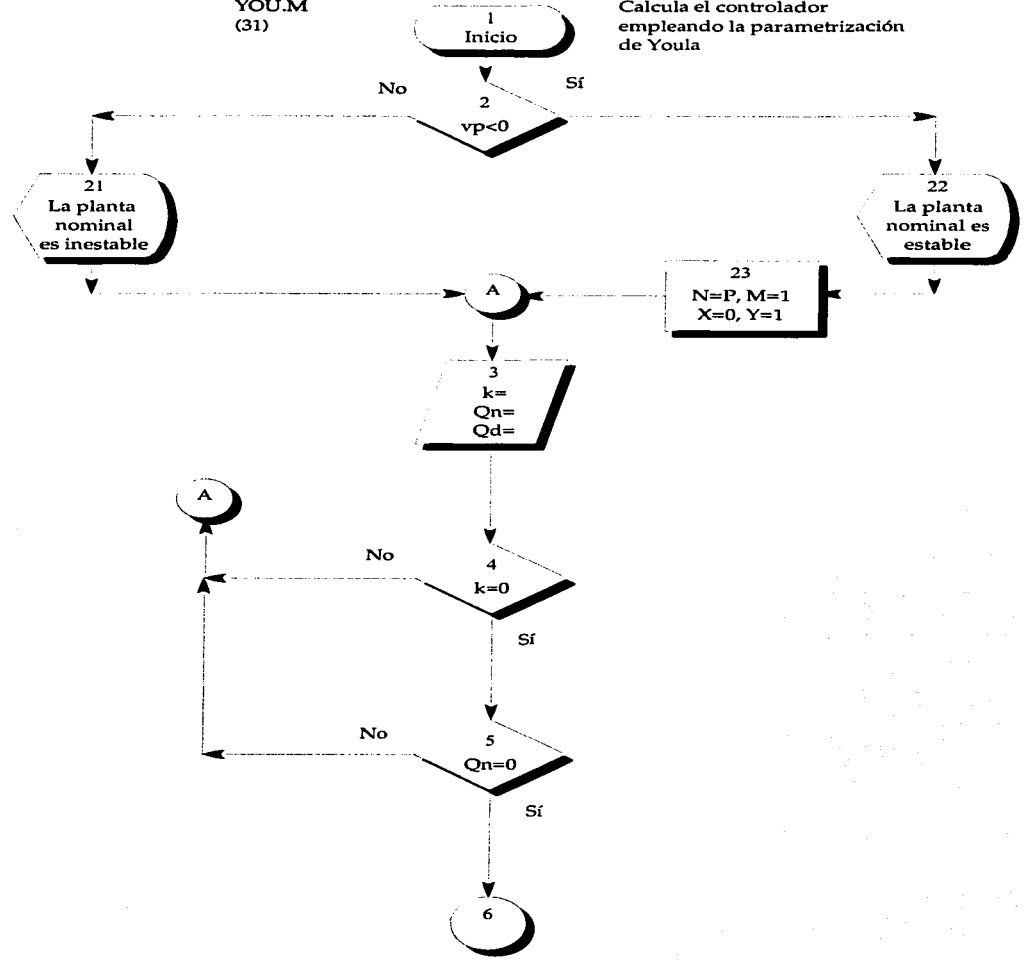 YOU.M
(31)
1
Inicio
Calcula el controlador
empleando la parametrización
de Youla
No
Sí
2
vp<0
21
La planta
nominal
es inestable
22
La planta
nominal es
estable
23
N=P, M=1
X=0, Y=1
A
3
k=
Qn=
Qd=
A
No
4
k=0
Sí
No
5
Qn=0
Sí
6